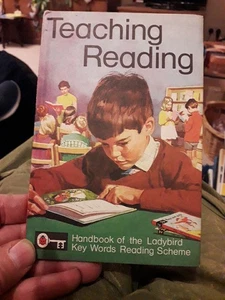 Teaching
Reading
Handbook of the Ladybird
Key Words Reading Scheme